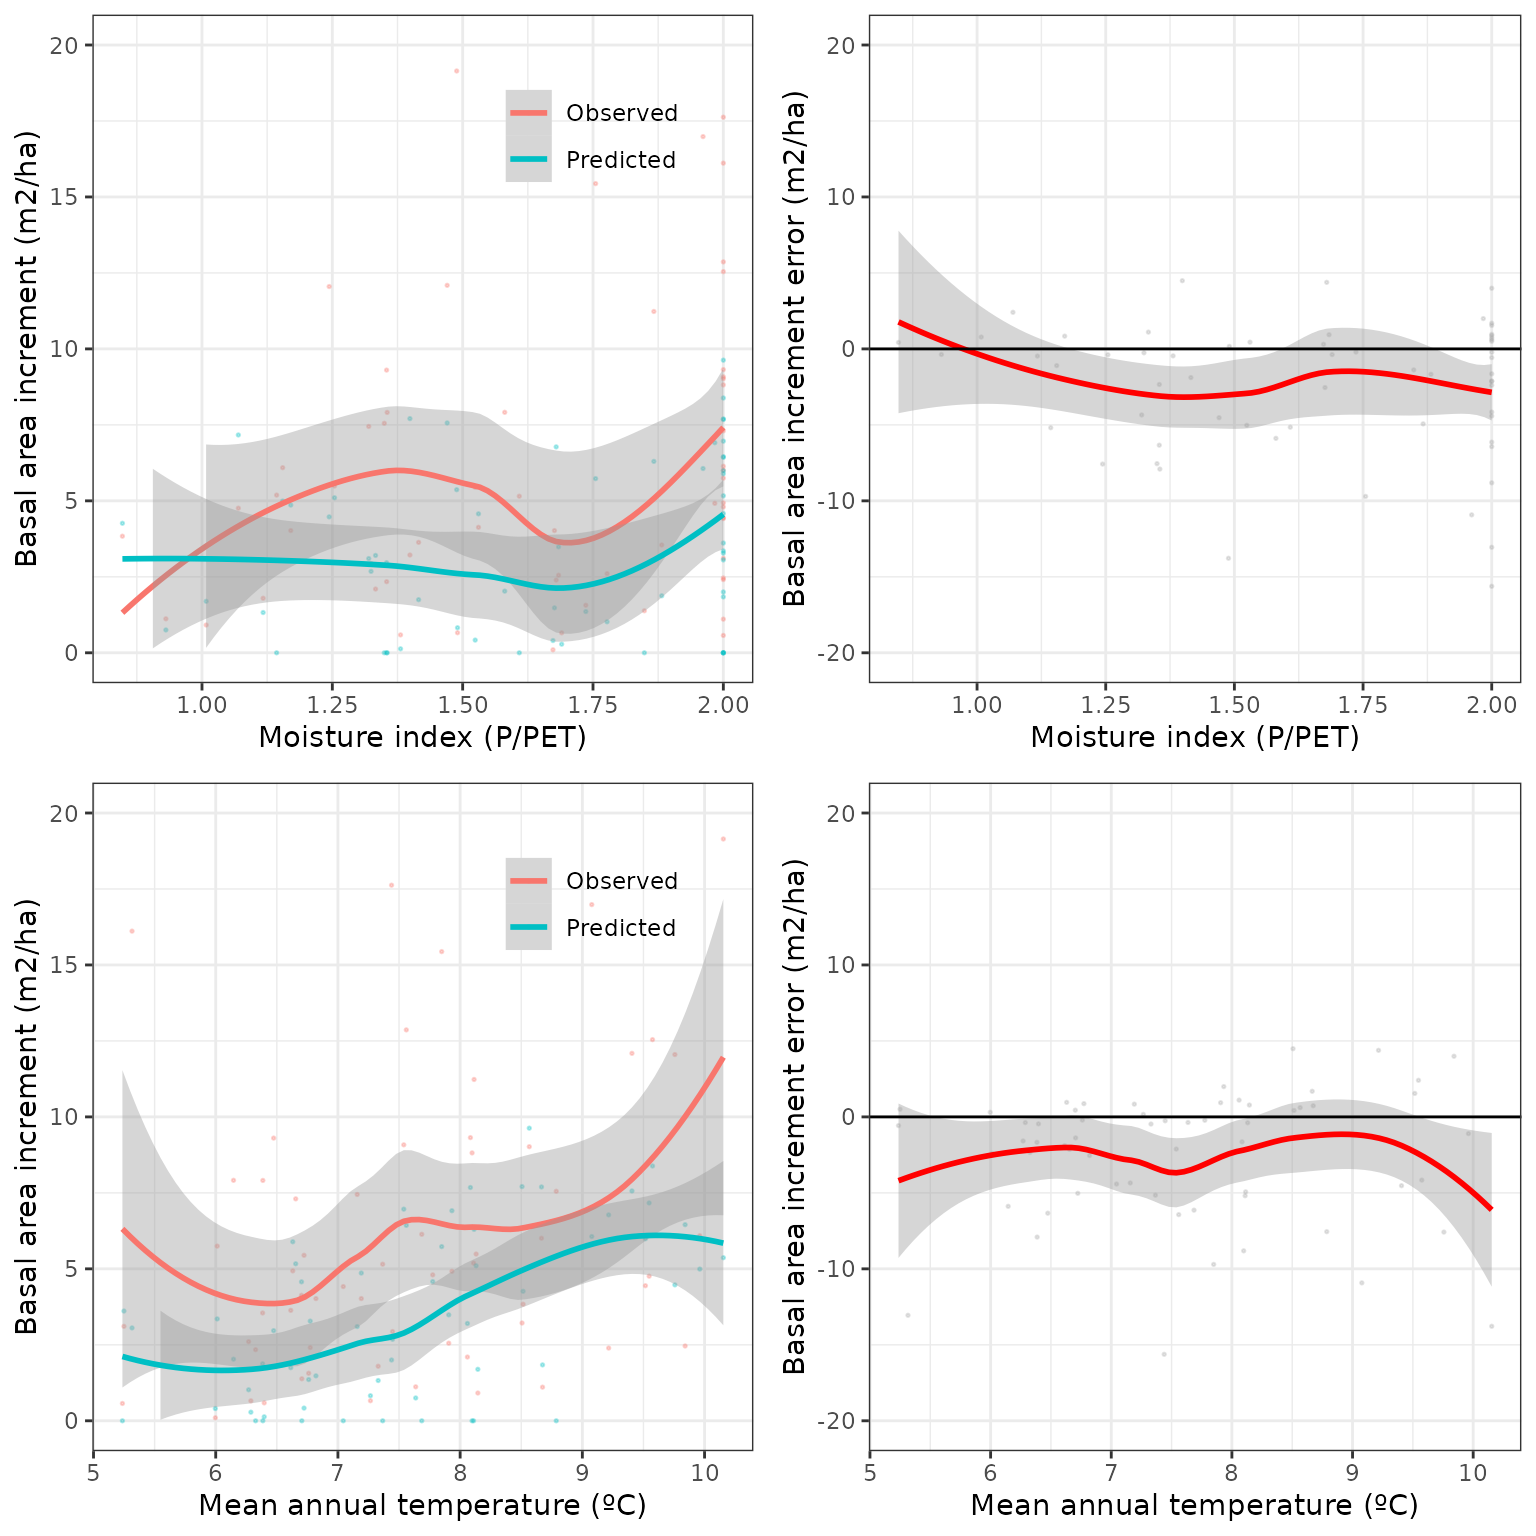 Basal area increment (m2/ha)
20
15
10
5
0
Observed
Predicted
1.00 1.25 1.50 1.75 2.00
Moisture index (P/PET)
Basal area increment error (m2/ha)
20
10
0
-10
-20
1.00 1.25 1.50 1.75 2.00
Moisture index (P/PET)
Basal area increment (m2/ha)
20
15
10
5
0
Observed
Predicted
5 6 7 8 9 10
Mean annual temperature (ºC)
Basal area increment error (m2/ha)
20
10
0
-10
-20
5 6 7 8 9 10
Mean annual temperature (ºC)